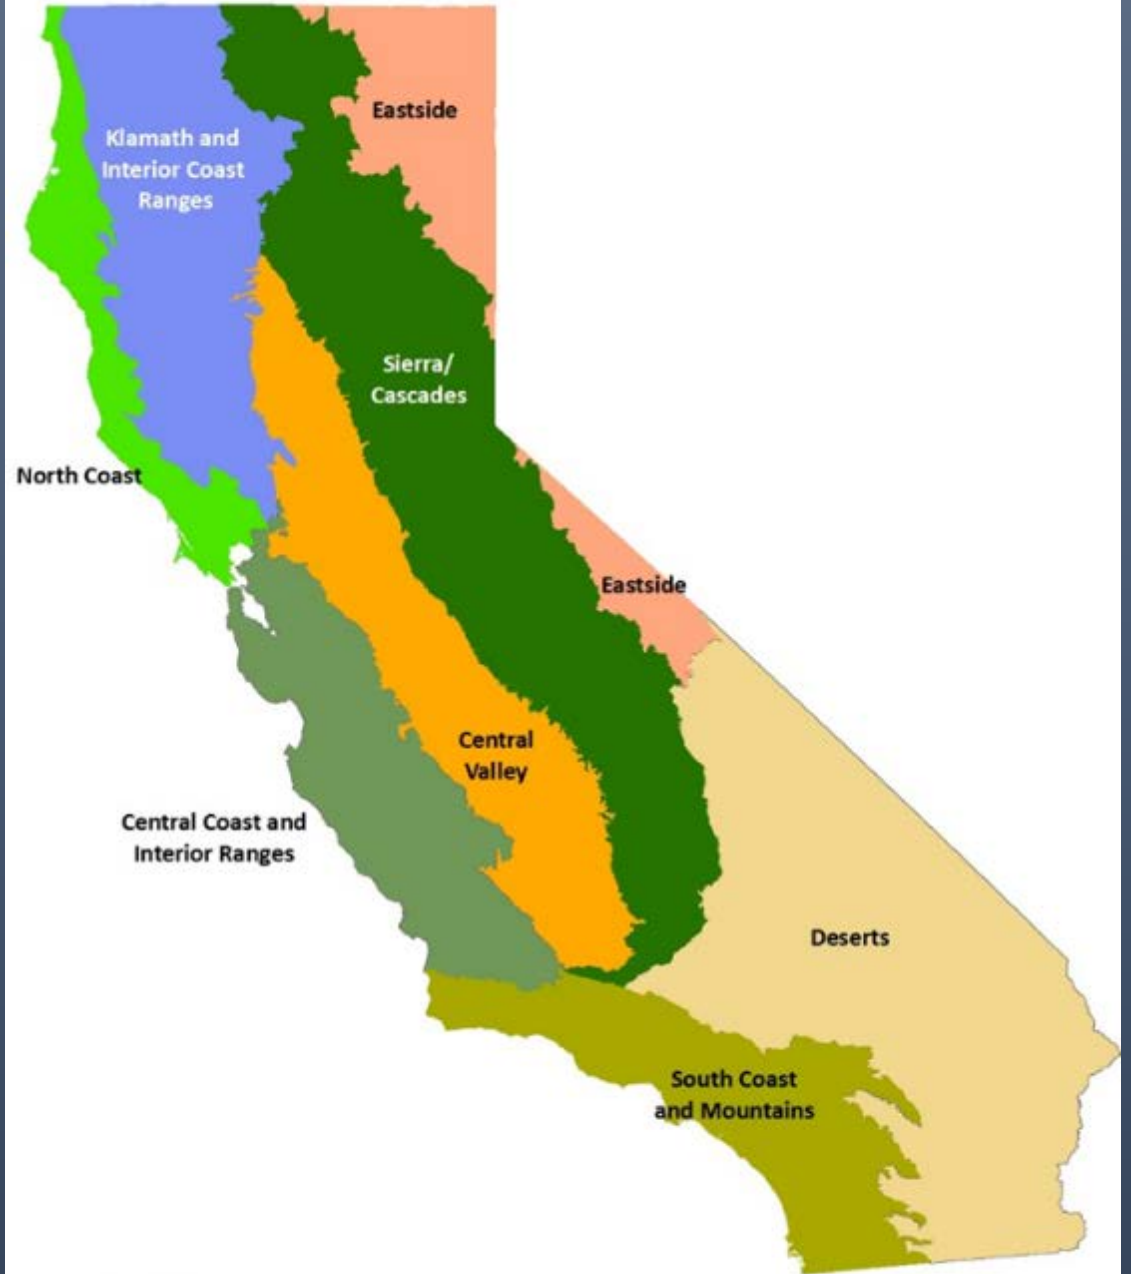 Eastside
Klamath and
Interior Coast
Ranges
Sierra/
Cascades
North Coast
Eastside
Central
Valley
Central Coast and
Interior Ranges
Deserts
South Coast
and Mountains